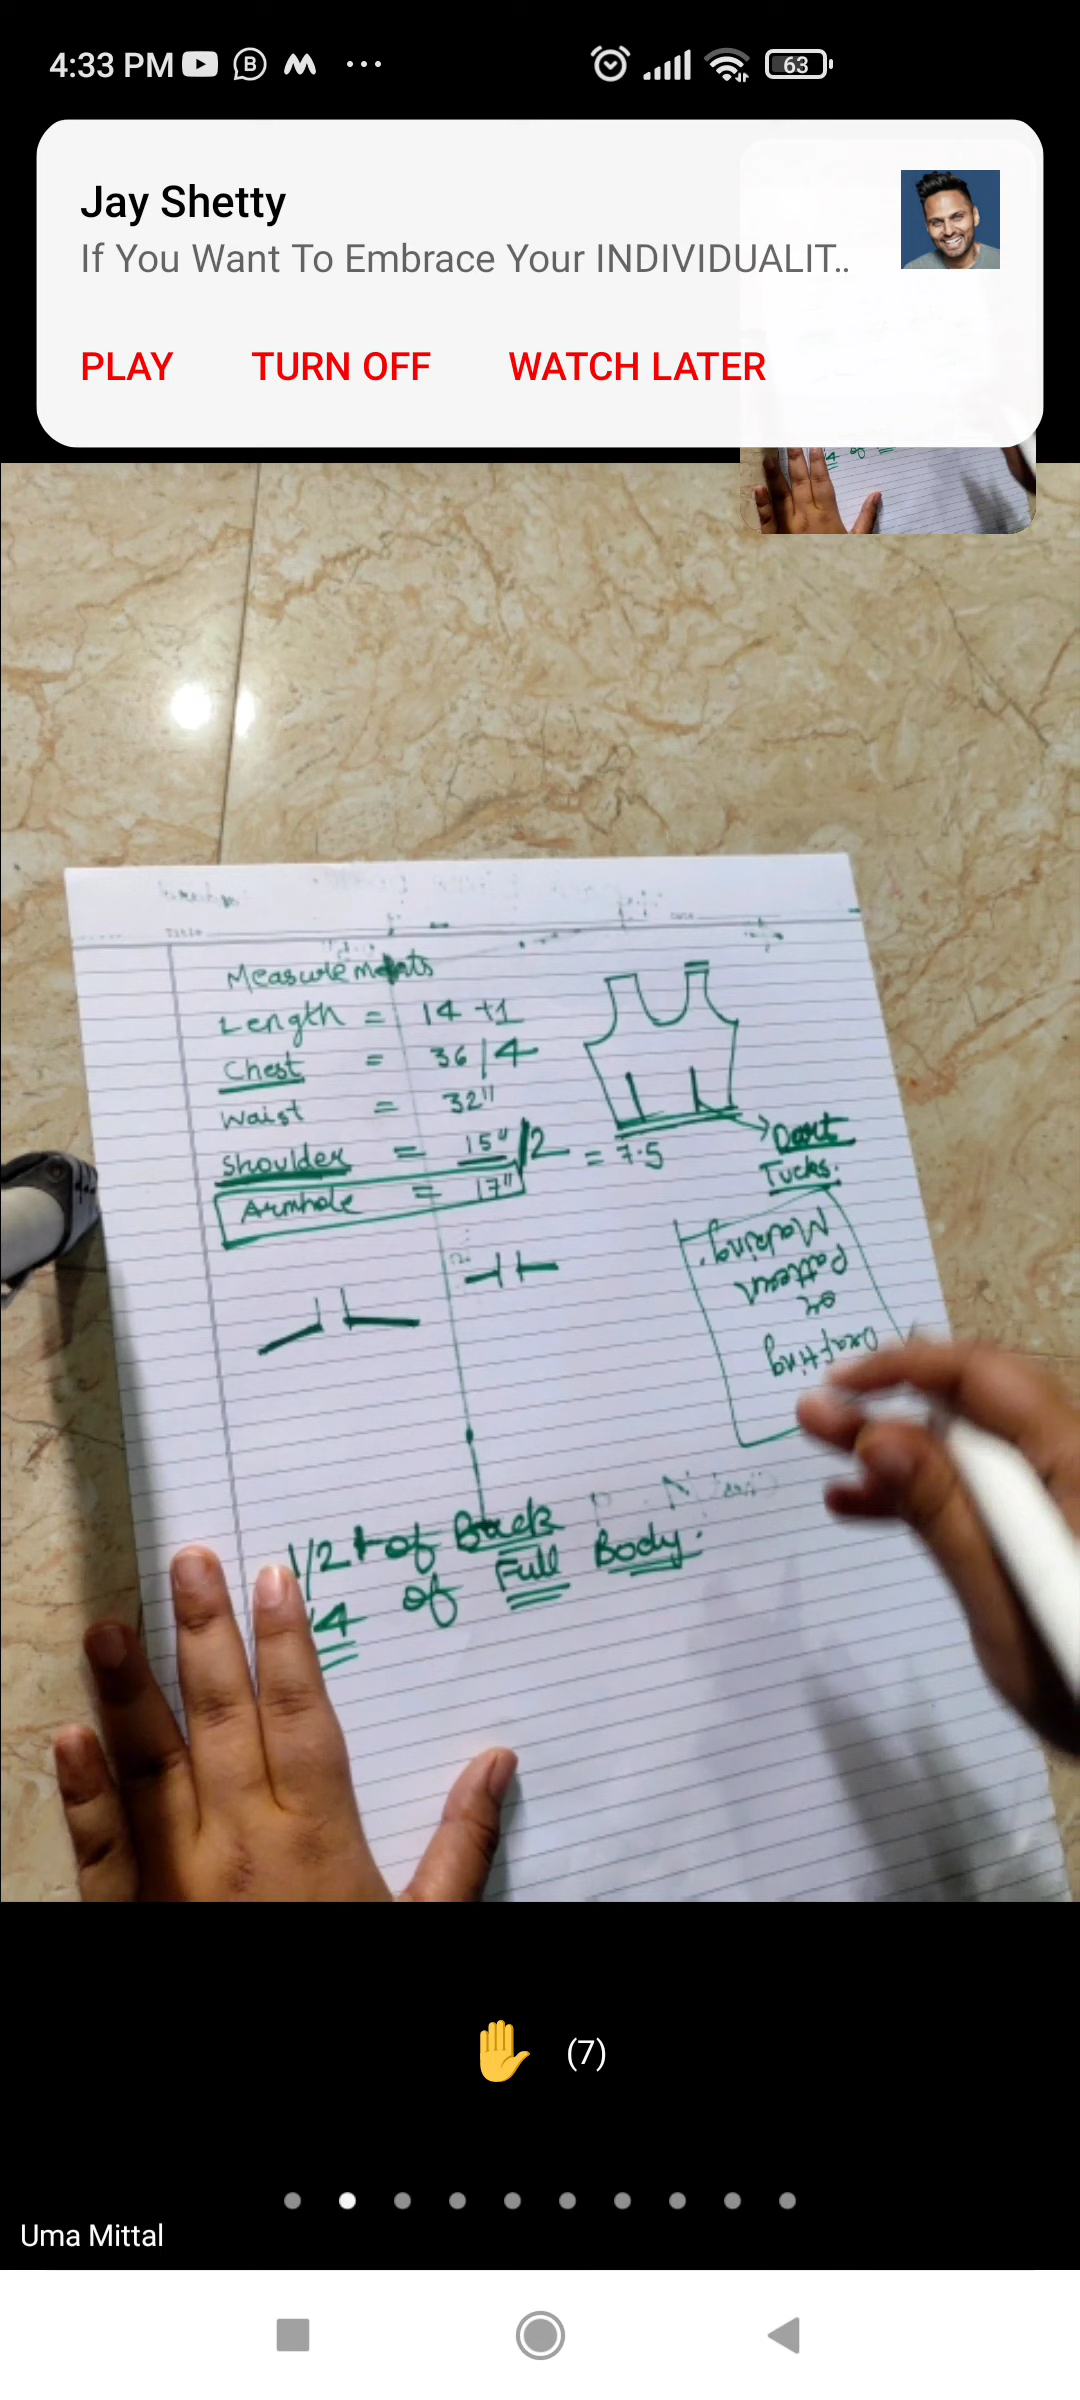 4:33 PM
63
Jay Shetty
If You Want To Embrace Your INDIVIDUALIT..
PLAY TURN OFF WATCH LATER
Measurements
Length = 14 +1
Chest = 36/4
Waist = 32"
Shoulder = 15"/2 = 7.5
Armhole = 17"
Dart
Tucks.
Drafting
or
Pattern
Making.
1/2 of Back
1/4 of Full Body.
(7)
Uma Mittal